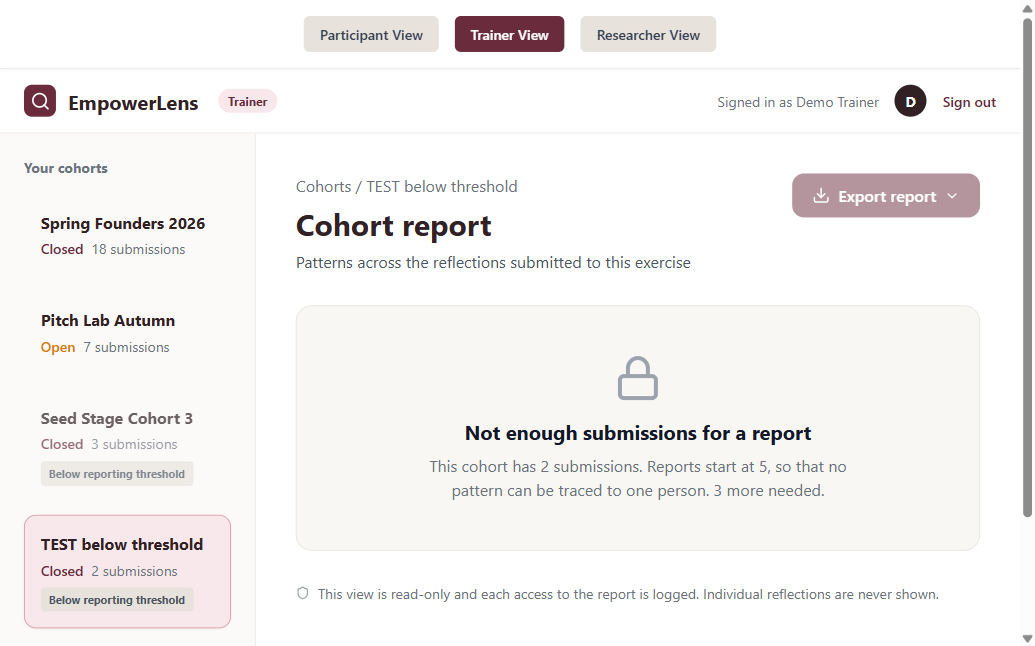 Participant View
Trainer View
Researcher View
EmpowerLens
Trainer
Signed in as Demo Trainer
D
Sign out
Your cohorts
Spring Founders 2026
Closed 18 submissions
Pitch Lab Autumn
Open 7 submissions
Seed Stage Cohort 3
Closed 3 submissions
Below reporting threshold
TEST below threshold
Closed 2 submissions
Below reporting threshold
Cohorts / TEST below threshold
Export report
Cohort report
Patterns across the reflections submitted to this exercise
Not enough submissions for a report
This cohort has 2 submissions. Reports start at 5, so that no
pattern can be traced to one person. 3 more needed.
This view is read-only and each access to the report is logged. Individual reflections are never shown.